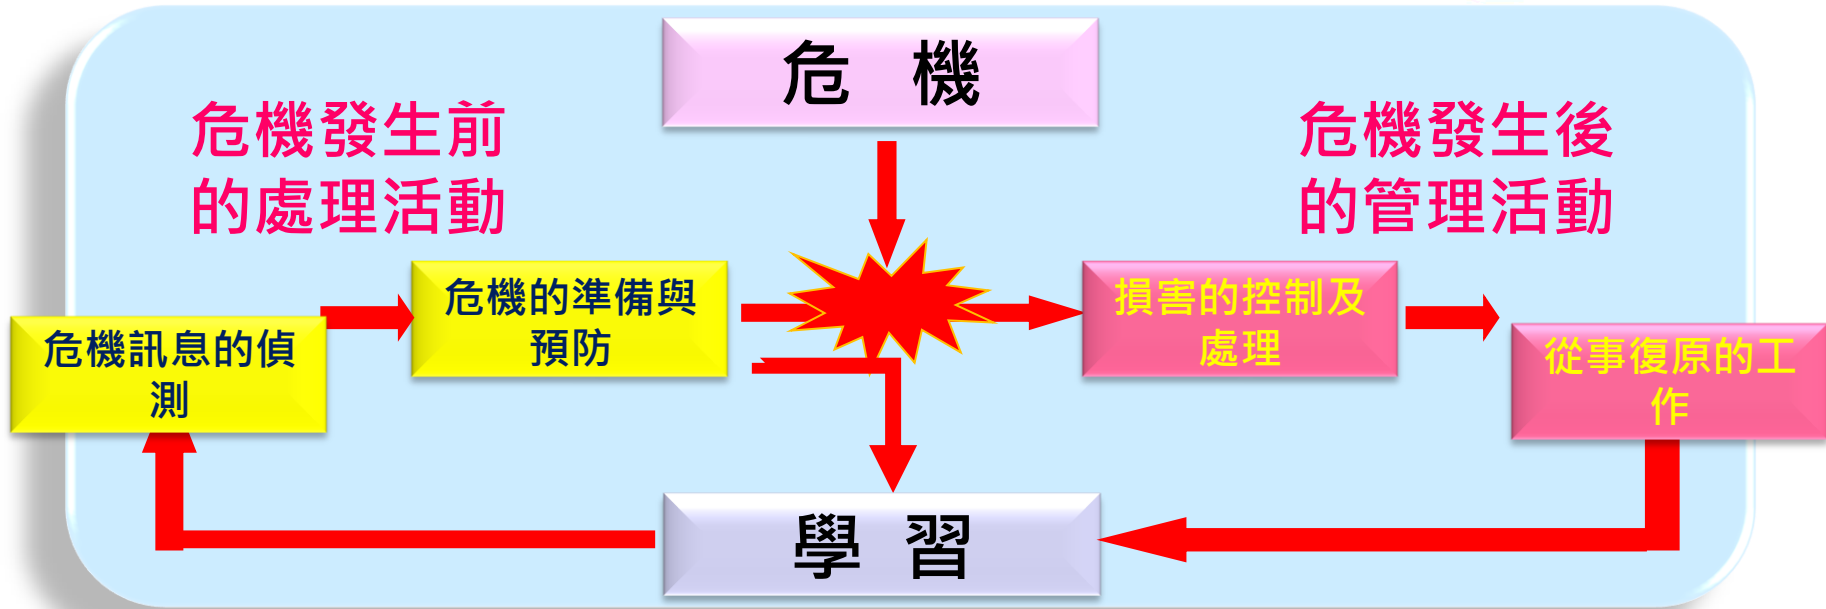 危 機
危機發生前
的處理活動
危機發生後
的管理活動
危機訊息的偵
測
危機的準備與
預防
損害的控制及
處理
從事復原的工
作
學 習